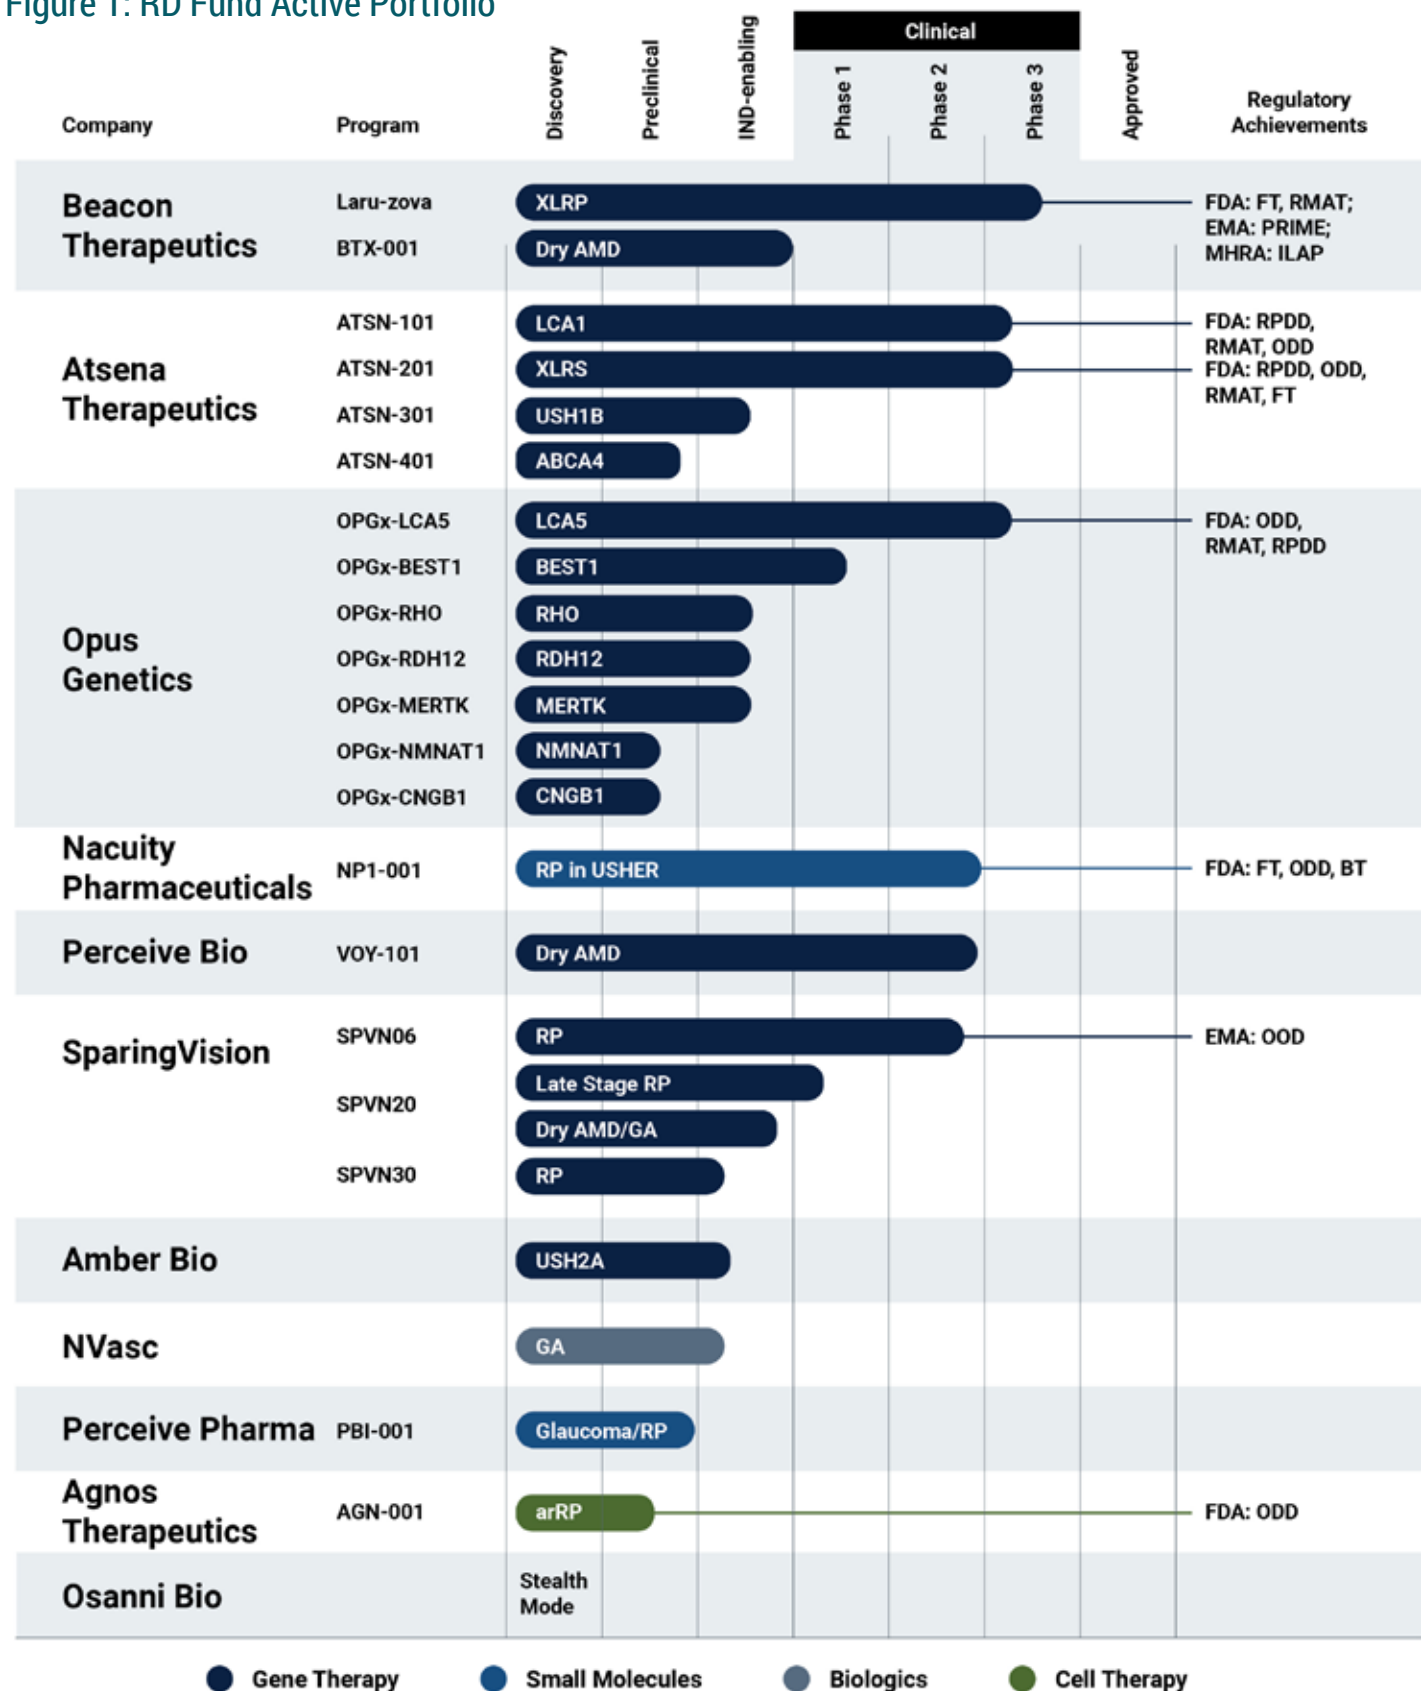 Figure 1: RD Fund Active Portfolio
Clinical
Company
Program
Discovery
Preclinical
IND-enabling
Phase 1
Phase 2
Phase 3
Approved
Regulatory
Achievements
Beacon
Therapeutics
Laru-zova
XLRP
FDA: FT, RMAT;
EMA: PRIME;
MHRA: ILAP
BTX-001
Dry AMD
Atsena
Therapeutics
ATSN-101
LCA1
FDA: RPDD,
RMAT, ODD
ATSN-201
XLRS
FDA: RPDD, ODD,
RMAT, FT
ATSN-301
USH1B
ATSN-401
ABCA4
Opus
Genetics
OPGx-LCA5
LCA5
FDA: ODD,
RMAT, RPDD
OPGx-BEST1
BEST1
OPGx-RHO
RHO
OPGx-RDH12
RDH12
OPGx-MERTK
MERTK
OPGx-NMNAT1
NMNAT1
OPGx-CNGB1
CNGB1
Nacuity
Pharmaceuticals
NP1-001
RP in USHER
FDA: FT, ODD, BT
Perceive Bio
VOY-101
Dry AMD
SparingVision
SPVN06
RP
EMA: OOD
SPVN20
Late Stage RP
Dry AMD/GA
SPVN30
RP
Amber Bio
USH2A
NVasc
GA
Perceive Pharma
PBI-001
Glaucoma/RP
Agnos
Therapeutics
AGN-001
arRP
FDA: ODD
Osanni Bio
Stealth
Mode
Gene Therapy
Small Molecules
Biologics
Cell Therapy